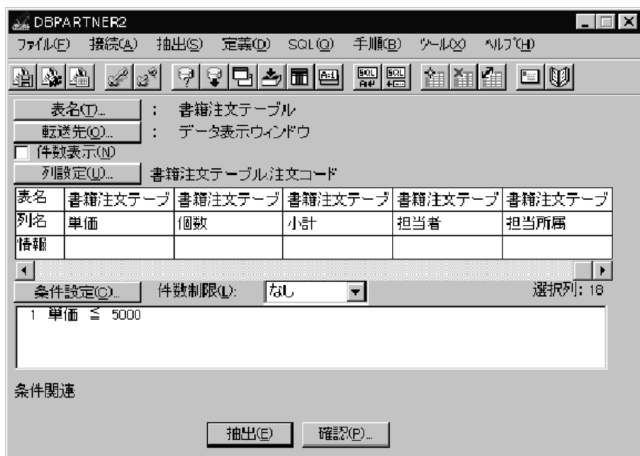 DBPARTNER2
ファイル(F) 接続(A) 抽出(S) 定義(D) SQL(Q) 手順(B) ツール(X) ヘルプ(H)
表名(T)... : 書籍注文テーブル
転送先(O)... : データ表示ウィンドウ
件数表示(N)
列設定(U)... 書籍注文テーブル.注文コード
表名 書籍注文テーブ 書籍注文テーブ 書籍注文テーブ 書籍注文テーブ 書籍注文テーブ
列名 単価 個数 小計 担当者 担当所属
情報
条件設定(C)... 件数制限(L): なし 選択列: 18
1 単価 ≦ 5000
条件関連
抽出(E) 確認(P)...